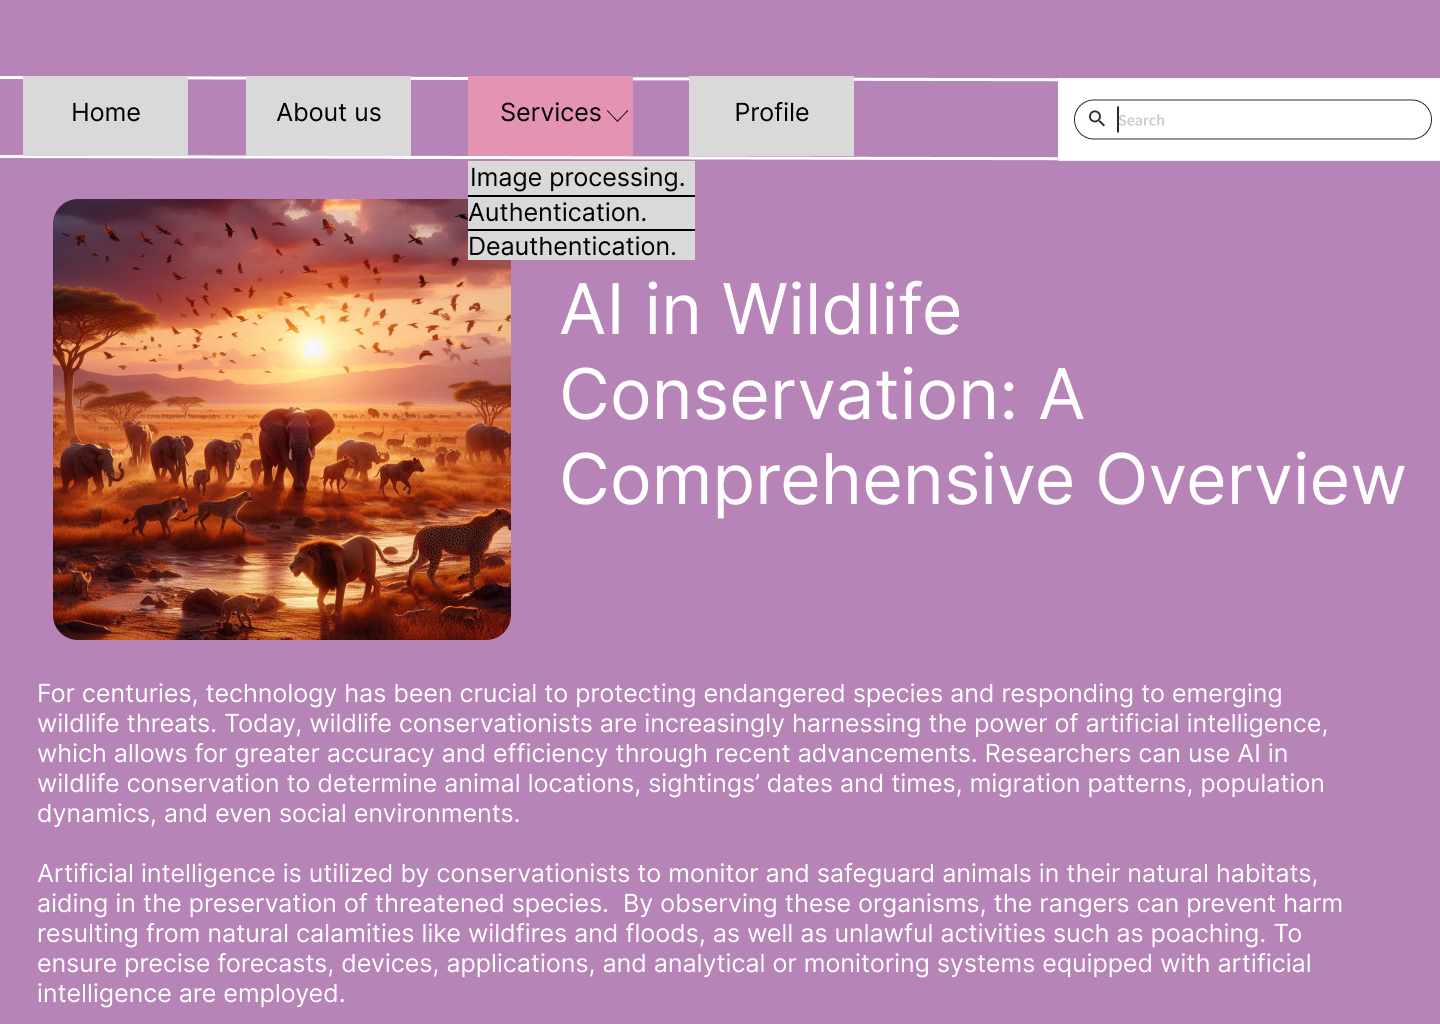 Home
About us
Services
Profile
Search
Image processing.
Authentication.
Deauthentication.
AI in Wildlife
Conservation: A
Comprehensive Overview
For centuries, technology has been crucial to protecting endangered species and responding to emerging
wildlife threats. Today, wildlife conservationists are increasingly harnessing the power of artificial intelligence,
which allows for greater accuracy and efficiency through recent advancements. Researchers can use AI in
wildlife conservation to determine animal locations, sightings’ dates and times, migration patterns, population
dynamics, and even social environments.
Artificial intelligence is utilized by conservationists to monitor and safeguard animals in their natural habitats,
aiding in the preservation of threatened species.  By observing these organisms, the rangers can prevent harm
resulting from natural calamities like wildfires and floods, as well as unlawful activities such as poaching. To
ensure precise forecasts, devices, applications, and analytical or monitoring systems equipped with artificial
intelligence are employed.